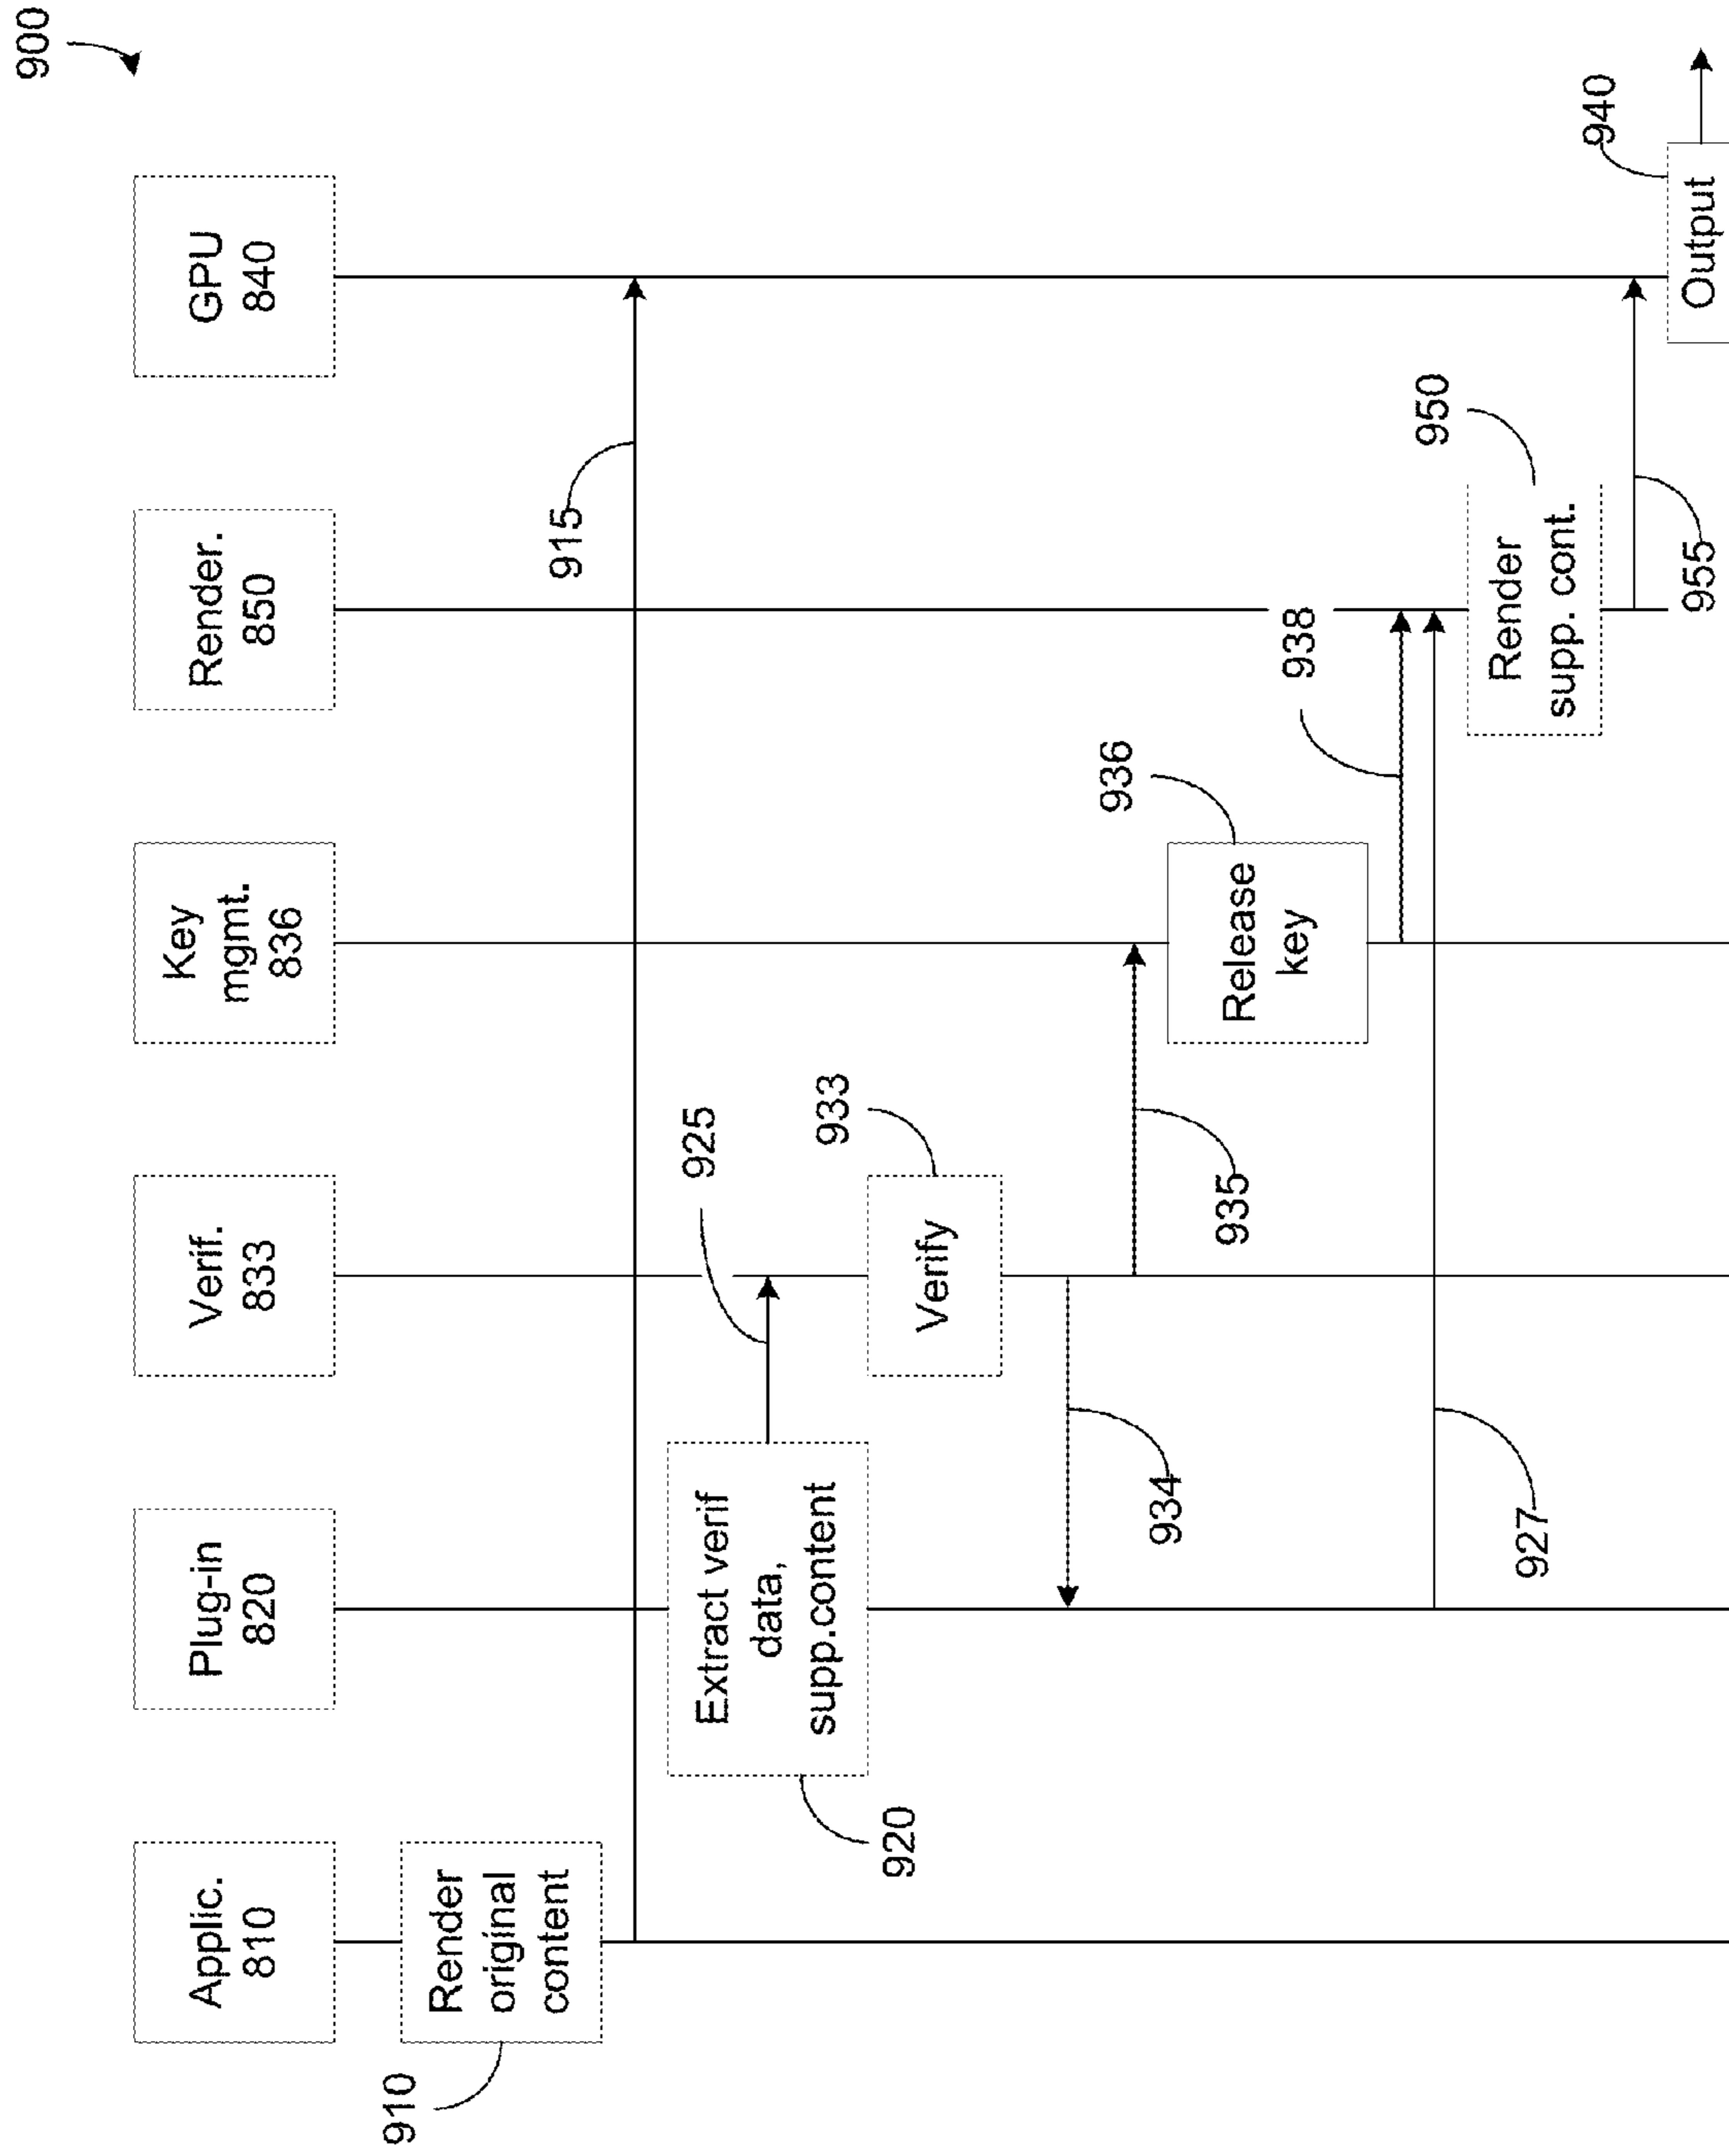 900
Applic.
810
Plug-in
820
Verif.
833
Key
mgmt.
836
Render.
850
GPU
840
910
Render
original
content
915
920
Extract verif
data,
supp.content
925
933
Verify
934
935
936
Release
key
938
927
950
Render
supp. cont.
955
940
Output